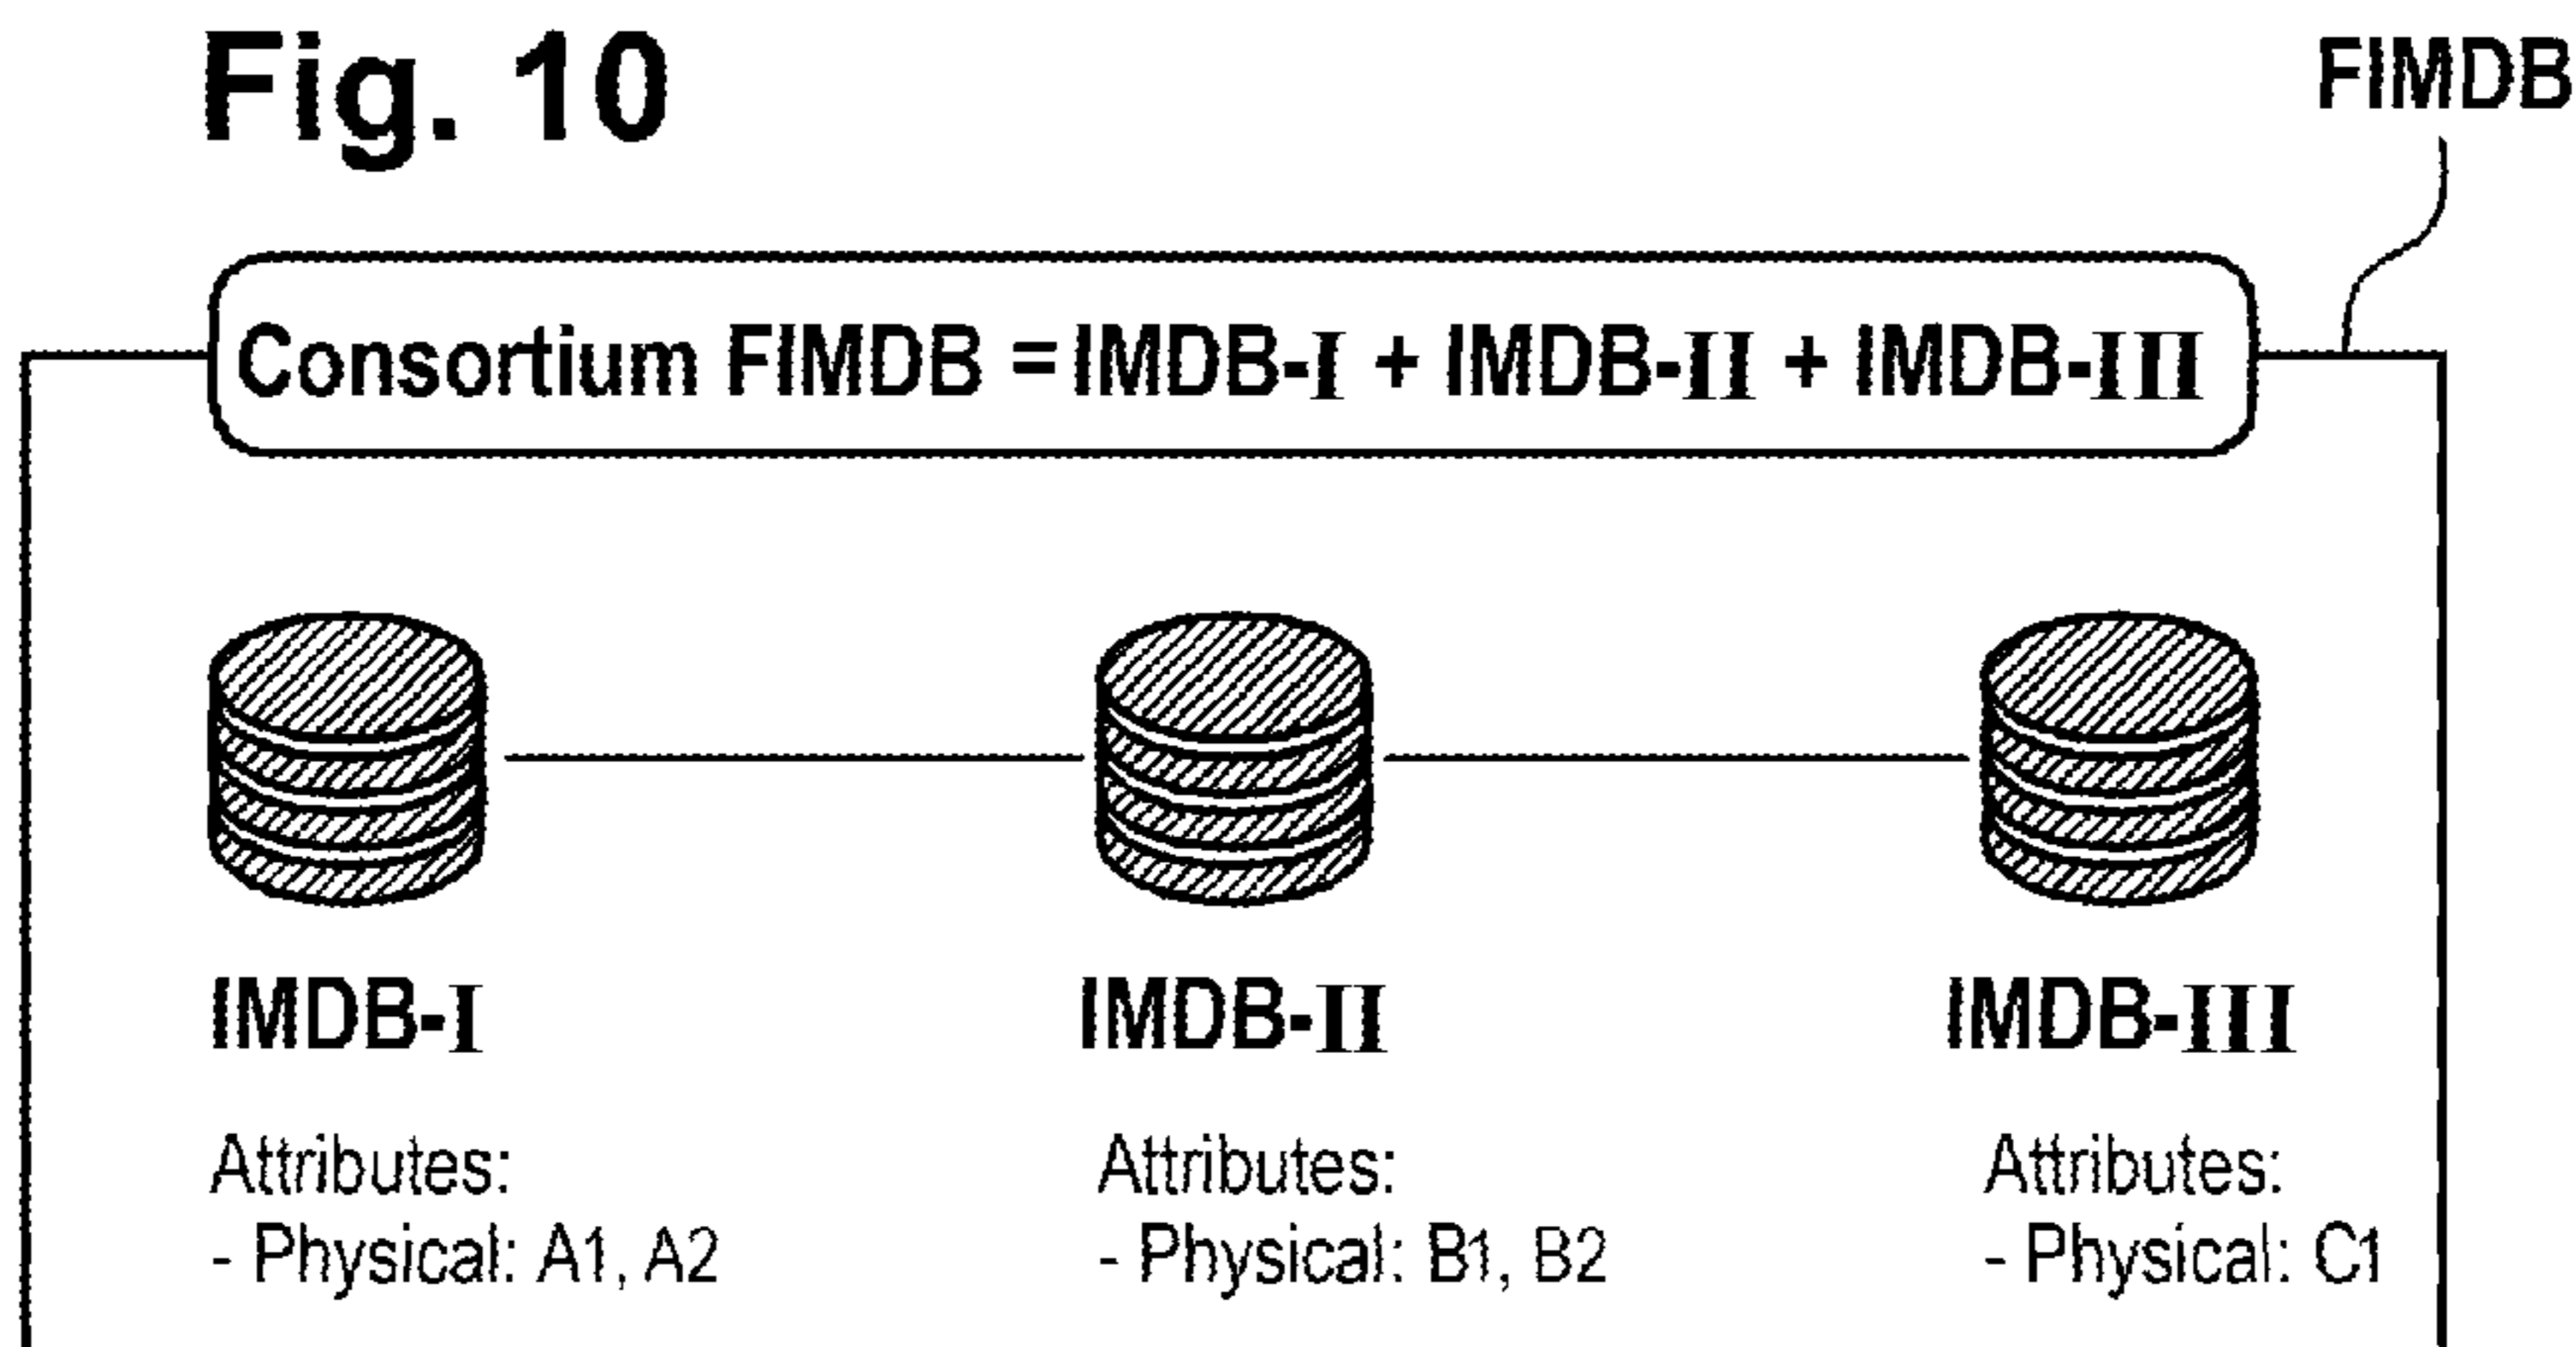 Fig. 10
FIMDB
Consortium FIMDB = IMDB-I + IMDB-II + IMDB-III
IMDB-I
IMDB-II
IMDB-III
Attributes:
- Physical: A1, A2
Attributes:
- Physical: B1, B2
Attributes:
- Physical: C1